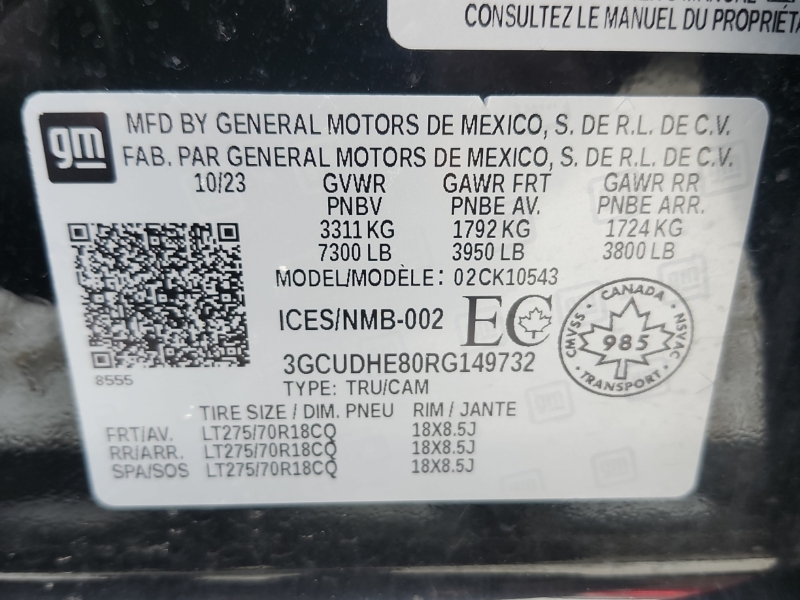 CONSULTEZ LE MANUEL DU PROPRIÉTA
gm
MFD BY GENERAL MOTORS DE MEXICO, S. DE R.L. DE C.V.
FAB. PAR GENERAL MOTORS DE MEXICO, S. DE R.L. DE C.V.
10/23 GVWR GAWR FRT GAWR RR
PNBV PNBE AV. PNBE ARR.
3311 KG 1792 KG 1724 KG
7300 LB 3950 LB 3800 LB
MODEL/MODÈLE: 02CK10543
ICES/NMB-002 EC
CANADA
CMVSS 985 NSVAC
TRANSPORT
3GCUDHE80RG149732
8555
TYPE: TRU/CAM
TIRE SIZE / DIM. PNEU RIM / JANTE
FRT/AV. LT275/70R18CQ 18X8.5J
RR/ARR. LT275/70R18CQ 18X8.5J
SPA/SOS LT275/70R18CQ 18X8.5J